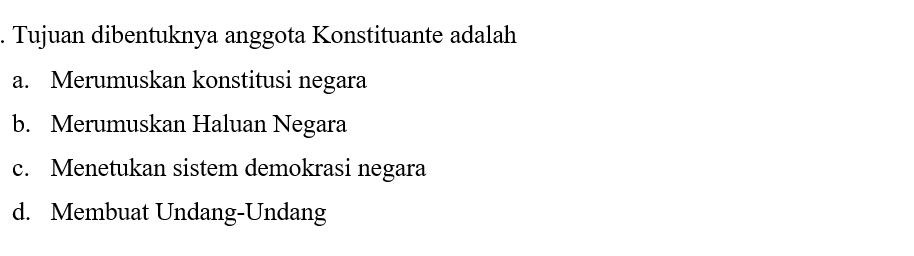 . Tujuan dibentuknya anggota Konstituante adalah
a. Merumuskan konstitusi negara
b. Merumuskan Haluan Negara
c. Menetukan sistem demokrasi negara
d. Membuat Undang-Undang